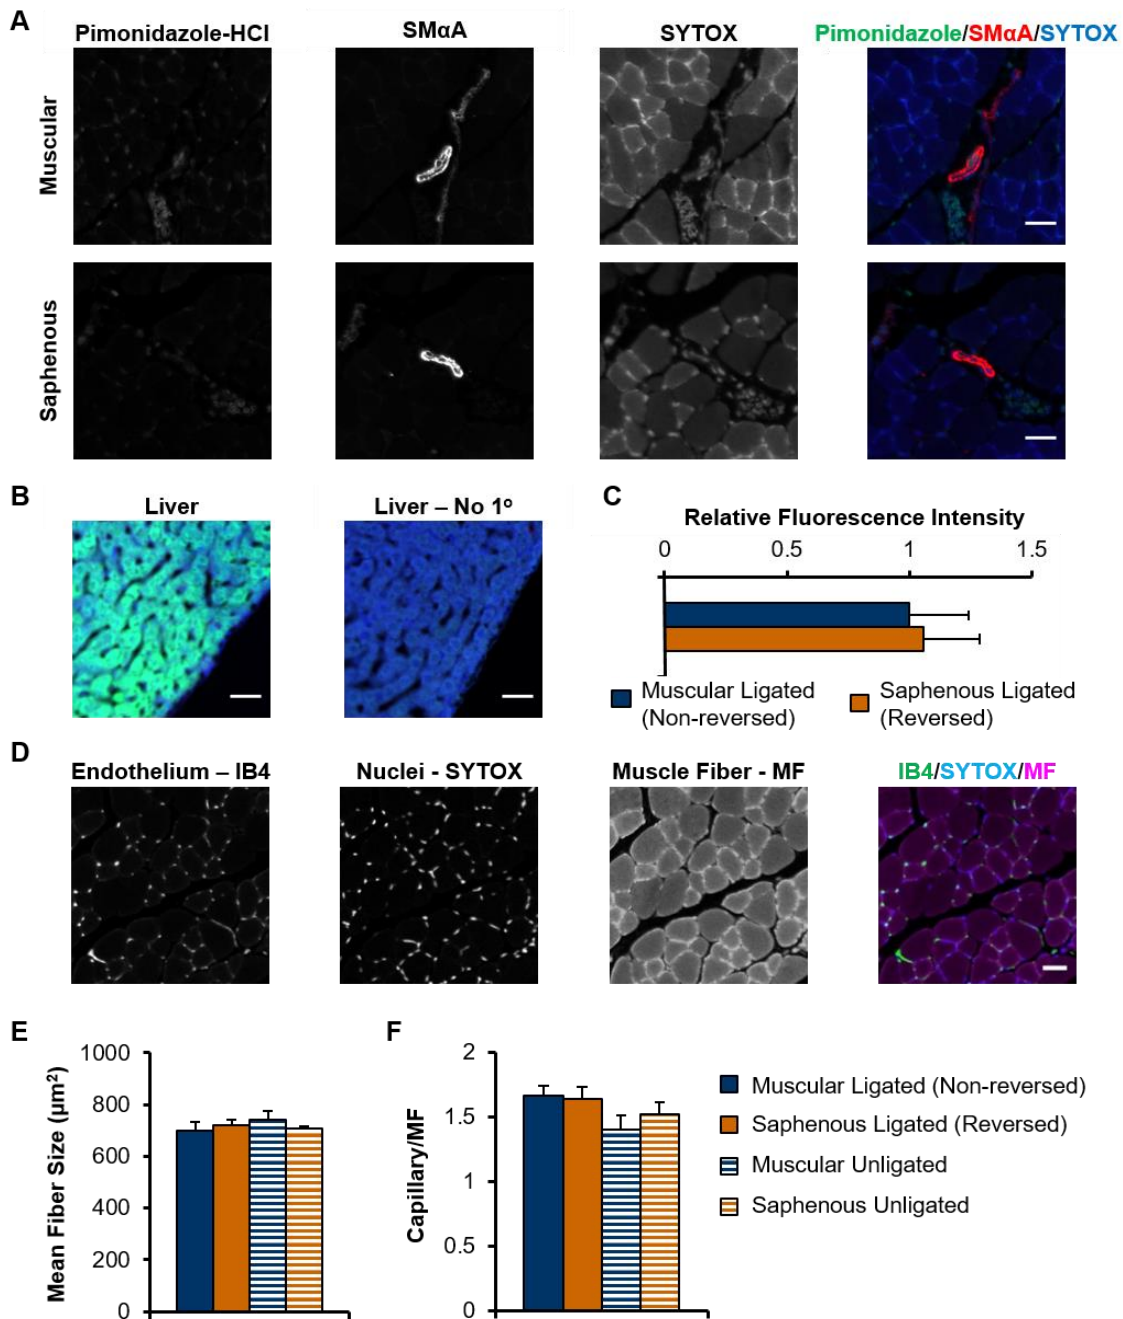 A
Pimonidazole-HCl
SMαA
SYTOX
Pimonidazole/SMαA/SYTOX
Muscular
Saphenous
B
Liver
Liver – No 1º
C
Relative Fluorescence Intensity
0
0.5
1
1.5
Muscular Ligated
(Non-reversed)
Saphenous Ligated
(Reversed)
D
Endothelium – IB4
Nuclei - SYTOX
Muscle Fiber - MF
IB4/SYTOX/MF
E
Mean Fiber Size (µm²)
1000
800
600
400
200
0
F
Capillary/MF
2
1.5
1
0.5
0
Muscular Ligated (Non-reversed)
Saphenous Ligated (Reversed)
Muscular Unligated
Saphenous Unligated